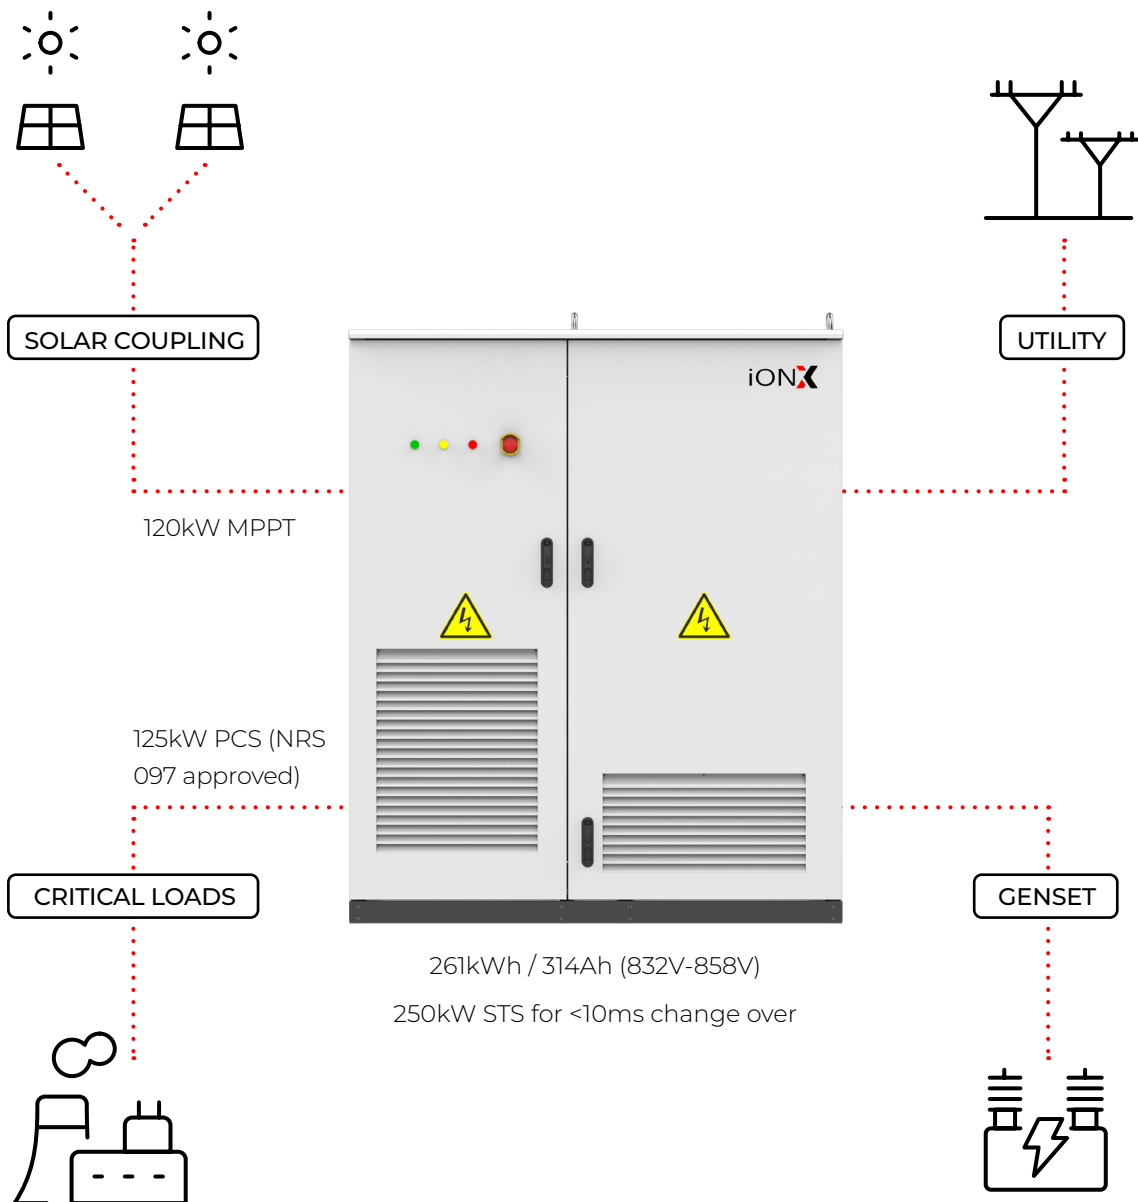 SOLAR COUPLING
UTILITY
iONX
120kW MPPT
125kW PCS (NRS
097 approved)
CRITICAL LOADS
GENSET
261kWh / 314Ah (832V-858V)
250kW STS for <10ms change over